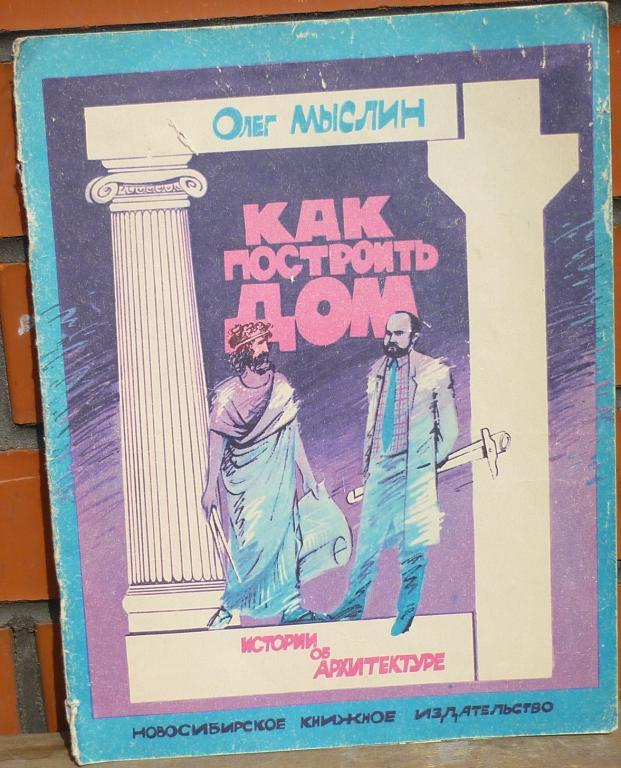 Олег Мыслин
КАК
ПОСТРОИТЬ
ДОМ
ИСТОРИИ
ОБ
АРХИТЕКТУРЕ
НОВОСИБИРСКОЕ КНИЖНОЕ ИЗДАТЕЛЬСТВО